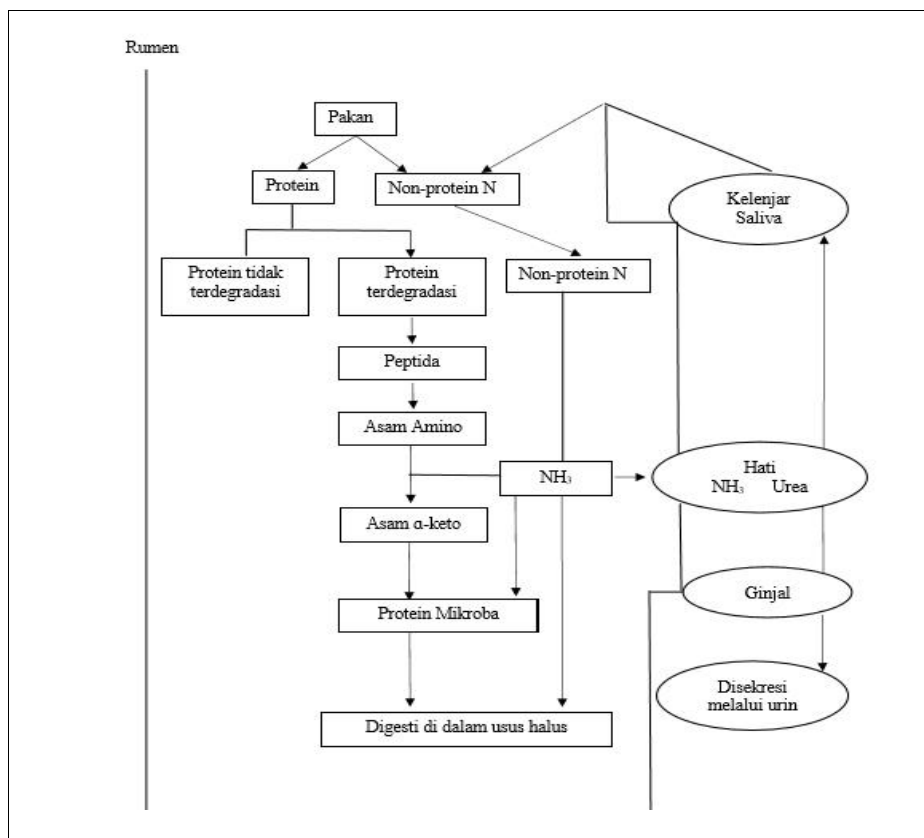 Rumen
Pakan
Protein
Non-protein N
Kelenjar
Saliva
Protein tidak
terdegradasi
Protein
terdegradasi
Non-protein N
Peptida
Asam Amino
NH₃
Hati
NH₃ Urea
Asam α-keto
Ginjal
Protein Mikroba
Disekresi
melalui urin
Digesti di dalam usus halus